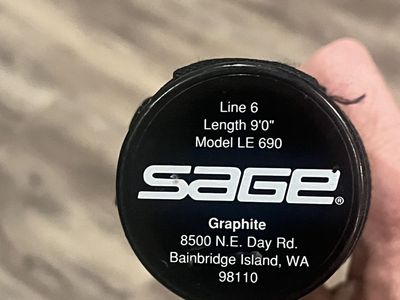 Line 6
Length 9'0"
Model LE 690
SAGE®
Graphite
8500 N.E. Day Rd.
Bainbridge Island, WA
98110